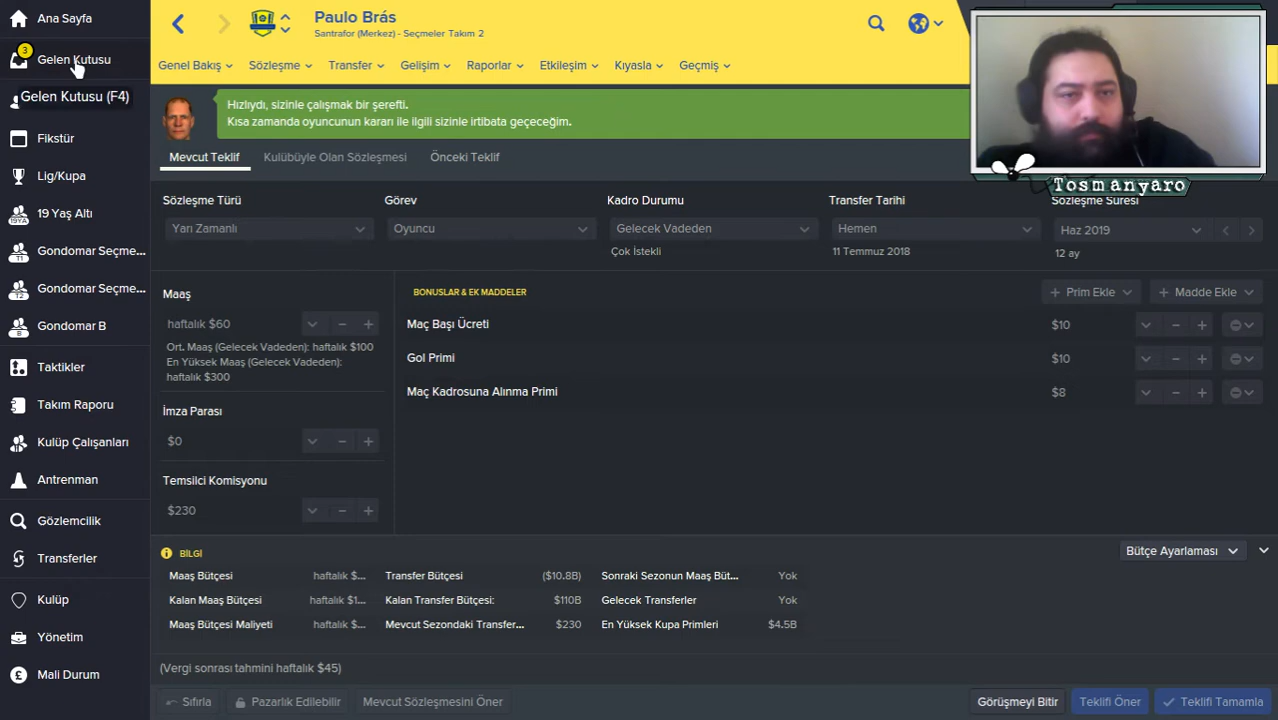 Ana Sayfa
3
Gelen Kutusu
Gelen Kutusu (F4)
Fikstür
Lig/Kupa
19 Yaş Altı
Gondomar Seçme...
Gondomar Seçme...
Gondomar B
Taktikler
Takım Raporu
Kulüp Çalışanları
Antrenman
Gözlemcilik
Transferler
Kulüp
Yönetim
Mali Durum
Paulo Brás
Santrafor (Merkez) - Seçmeler Takım 2
Genel Bakış Sözleşme Transfer Gelişim Raporlar Etkileşim Kıyasla Geçmiş
Hızlıydı, sizinle çalışmak bir şerefti.
Kısa zamanda oyuncunun kararı ile ilgili sizinle irtibata geçeceğim.
Tosmanyaro
Mevcut Teklif Kulübüyle Olan Sözleşmesi Önceki Teklif
Sözleşme Türü Görev Kadro Durumu Transfer Tarihi Sözleşme Süresi
Yarı Zamanlı Oyuncu Gelecek Vadeden Hemen Haz 2019
Çok İstekli 11 Temmuz 2018 12 ay
Maaş
haftalık $60
Ort. Maaş (Gelecek Vadeden): haftalık $100
En Yüksek Maaş (Gelecek Vadeden):
haftalık $300
İmza Parası
$0
Temsilci Komisyonu
$230
BONUSLAR & EK MADDELER
Prim Ekle Madde Ekle
Maç Başı Ücreti $10
Gol Primi $10
Maç Kadrosuna Alınma Primi $8
BİLGİ
Bütçe Ayarlaması
Maaş Bütçesi haftalık $... Transfer Bütçesi ($10.8B) Sonraki Sezonun Maaş Büt... Yok
Kalan Maaş Bütçesi haftalık $1... Kalan Transfer Bütçesi: $110B Gelecek Transferler Yok
Maaş Bütçesi Maliyeti haftalık $... Mevcut Sezondaki Transfer... $230 En Yüksek Kupa Primleri $4.5B
(Vergi sonrası tahmini haftalık $45)
Sıfırla Pazarlık Edilebilir Mevcut Sözleşmesini Öner Görüşmeyi Bitir Teklifi Öner Teklifi Tamamla